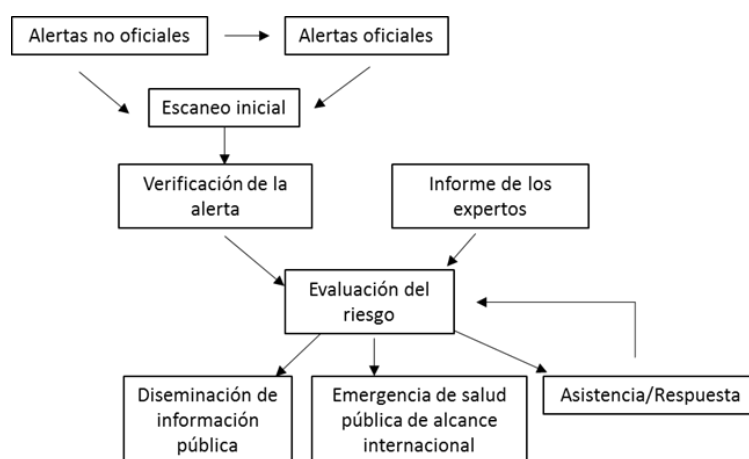 Alertas no oficiales
Alertas oficiales
Escaneo inicial
Verificación de la
alerta
Informe de los
expertos
Evaluación del
riesgo
Diseminación de
información
pública
Emergencia de salud
pública de alcance
internacional
Asistencia/Respuesta